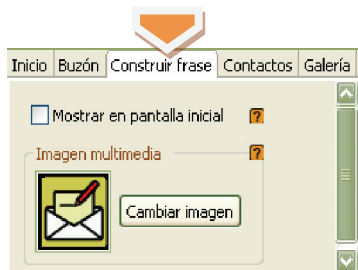 Inicio Buzón Construir frase Contactos Galería
Mostrar en pantalla inicial ?
Imagen multimedia ?
Cambiar imagen